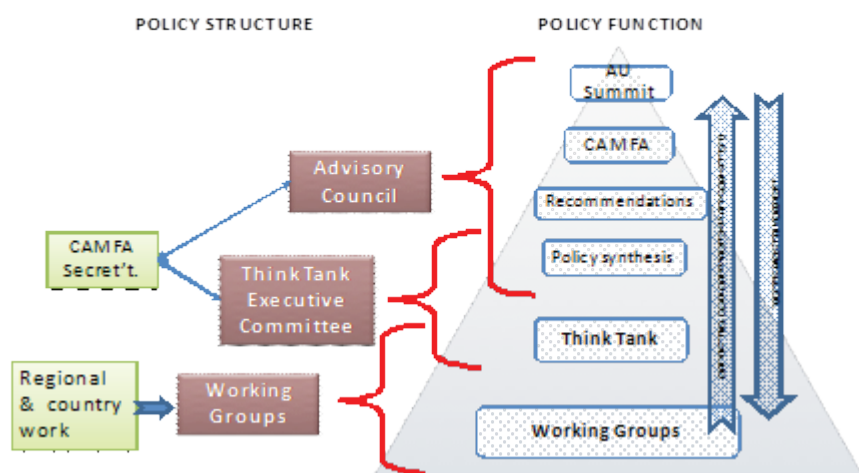 POLICY STRUCTURE
POLICY FUNCTION
AU
Summit
CAMFA
Advisory
Council
Recommendations
CAMFA
Secret't.
Policy synthesis
Think Tank
Executive
Committee
Think Tank
Regional
& country
work
Working
Groups
Working Groups